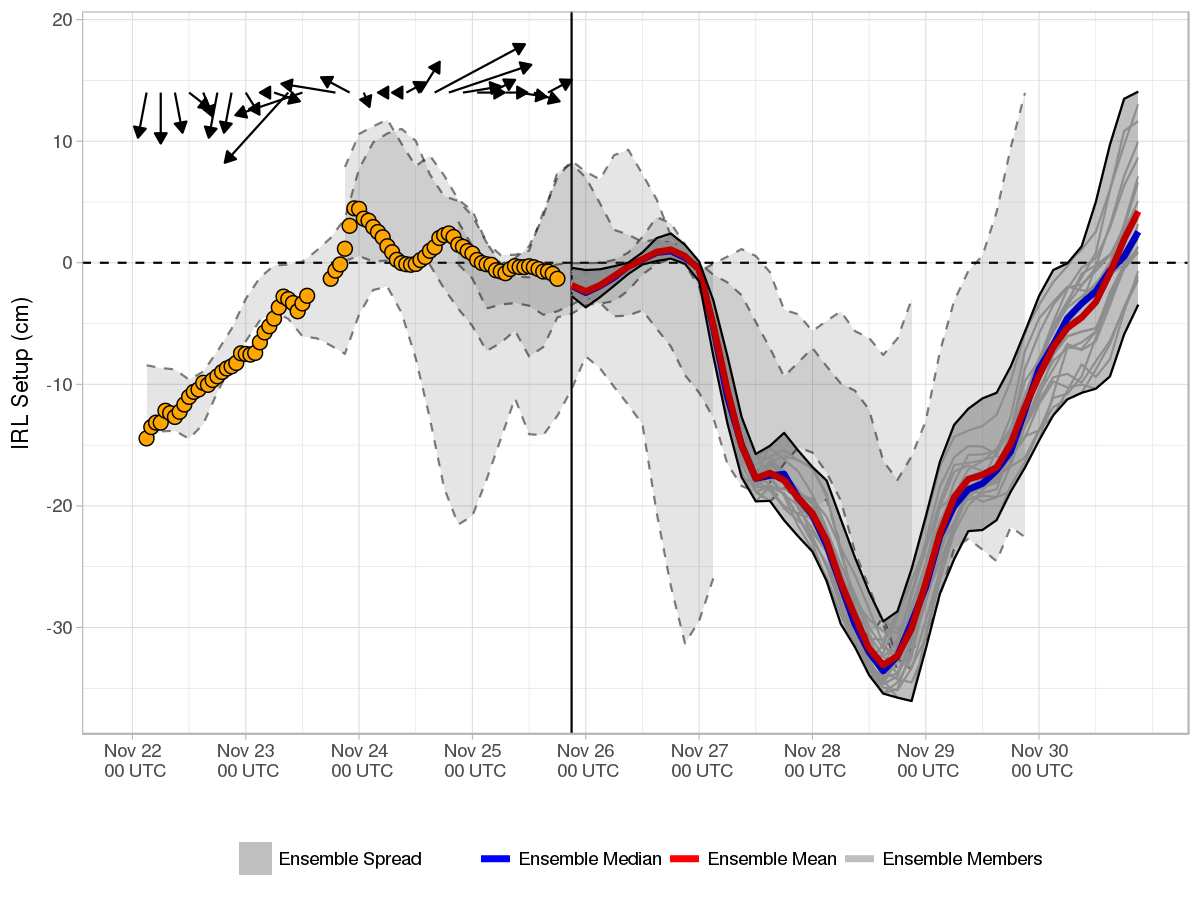 20
10
0
-10
-20
-30
IRL Setup (cm)
Nov 22 Nov 23 Nov 24 Nov 25 Nov 26 Nov 27 Nov 28 Nov 29 Nov 30
00 UTC 00 UTC 00 UTC 00 UTC 00 UTC 00 UTC 00 UTC 00 UTC 00 UTC
Ensemble Spread Ensemble Median Ensemble Mean Ensemble Members